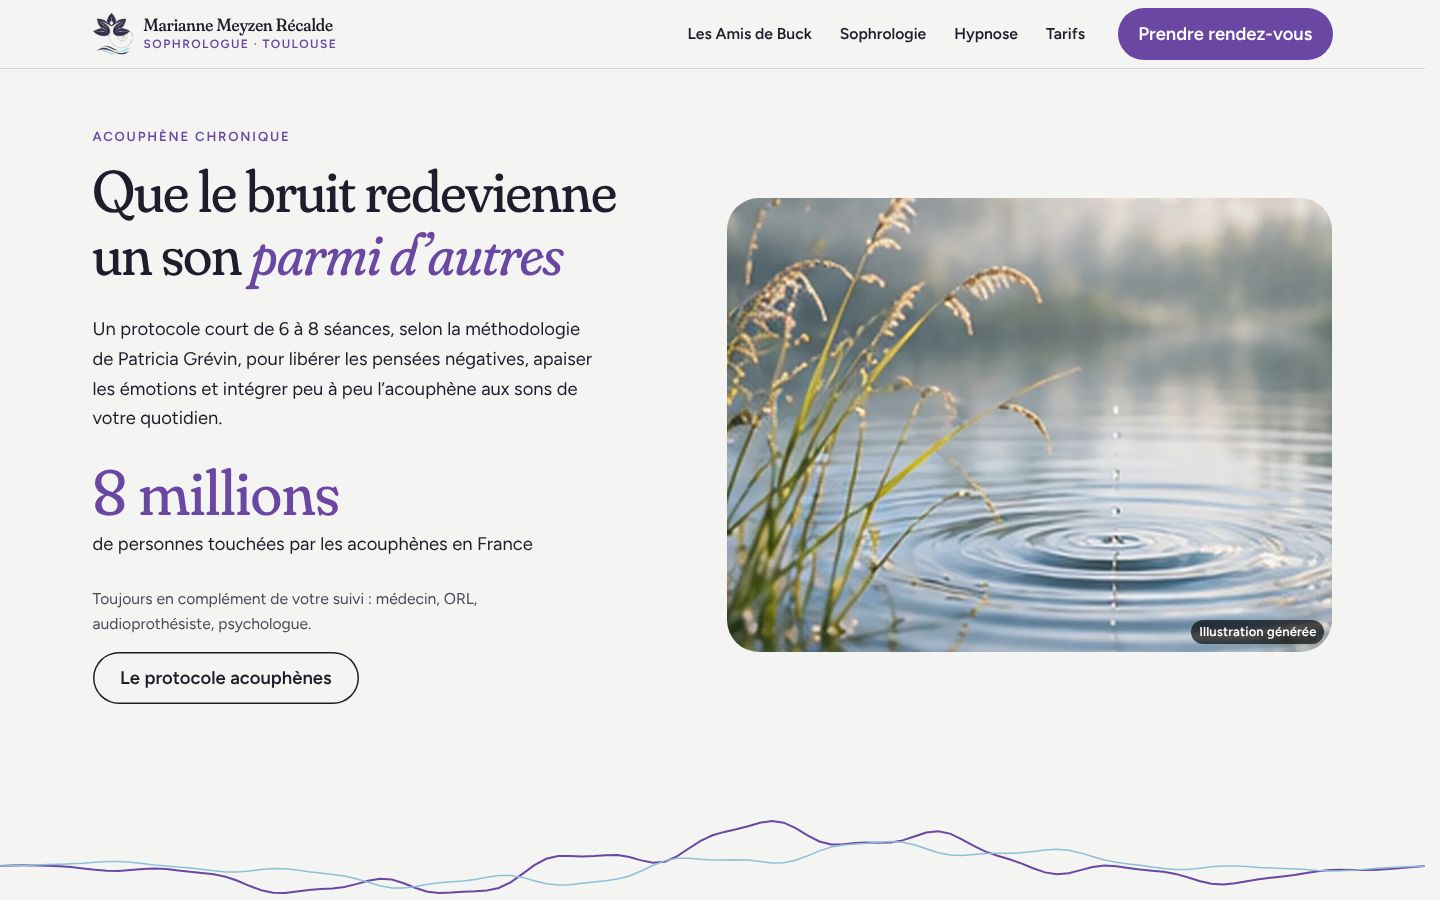 Marianne Meyzen Récalde
SOPHROLOGUE · TOULOUSE
Les Amis de Buck
Sophrologie
Hypnose
Tarifs
Prendre rendez-vous
ACOUPHÈNE CHRONIQUE
Que le bruit redevienne
un son parmi d’autres
Un protocole court de 6 à 8 séances, selon la méthodologie
de Patricia Grévin, pour libérer les pensées négatives, apaiser
les émotions et intégrer peu à peu l’acouphène aux sons de
votre quotidien.
8 millions
de personnes touchées par les acouphènes en France
Toujours en complément de votre suivi : médecin, ORL,
audioprothésiste, psychologue.
Le protocole acouphènes
Illustration générée